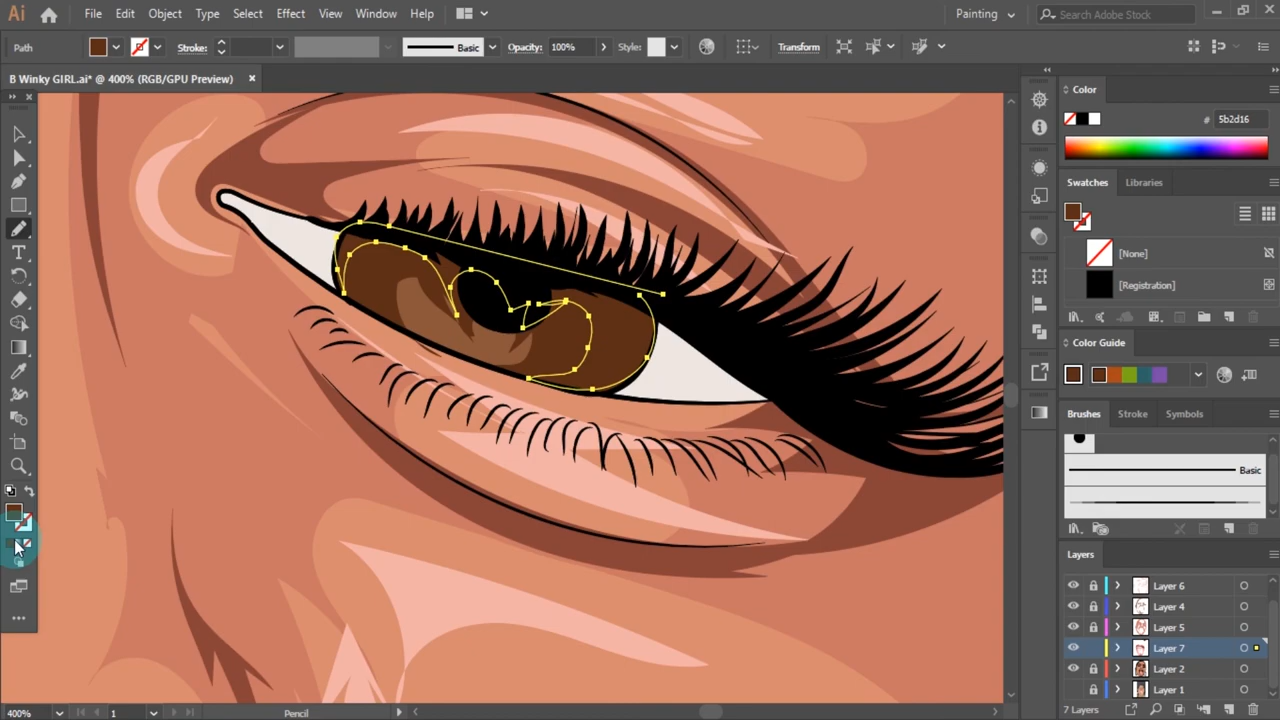 Ai File Edit Object Type Select Effect View Window Help Painting Search Adobe Stock
Path Stroke: Basic Opacity: 100% Style: Transform
B Winky GIRL.ai* @ 400% (RGB/GPU Preview) ×
Color
# 5b2d16
Swatches Libraries
[None]
[Registration]
Color Guide
Brushes Stroke Symbols
Basic
Layers
Layer 6
Layer 4
Layer 5
Layer 7
Layer 2
Layer 1
400% 1 Pencil 7 Layers